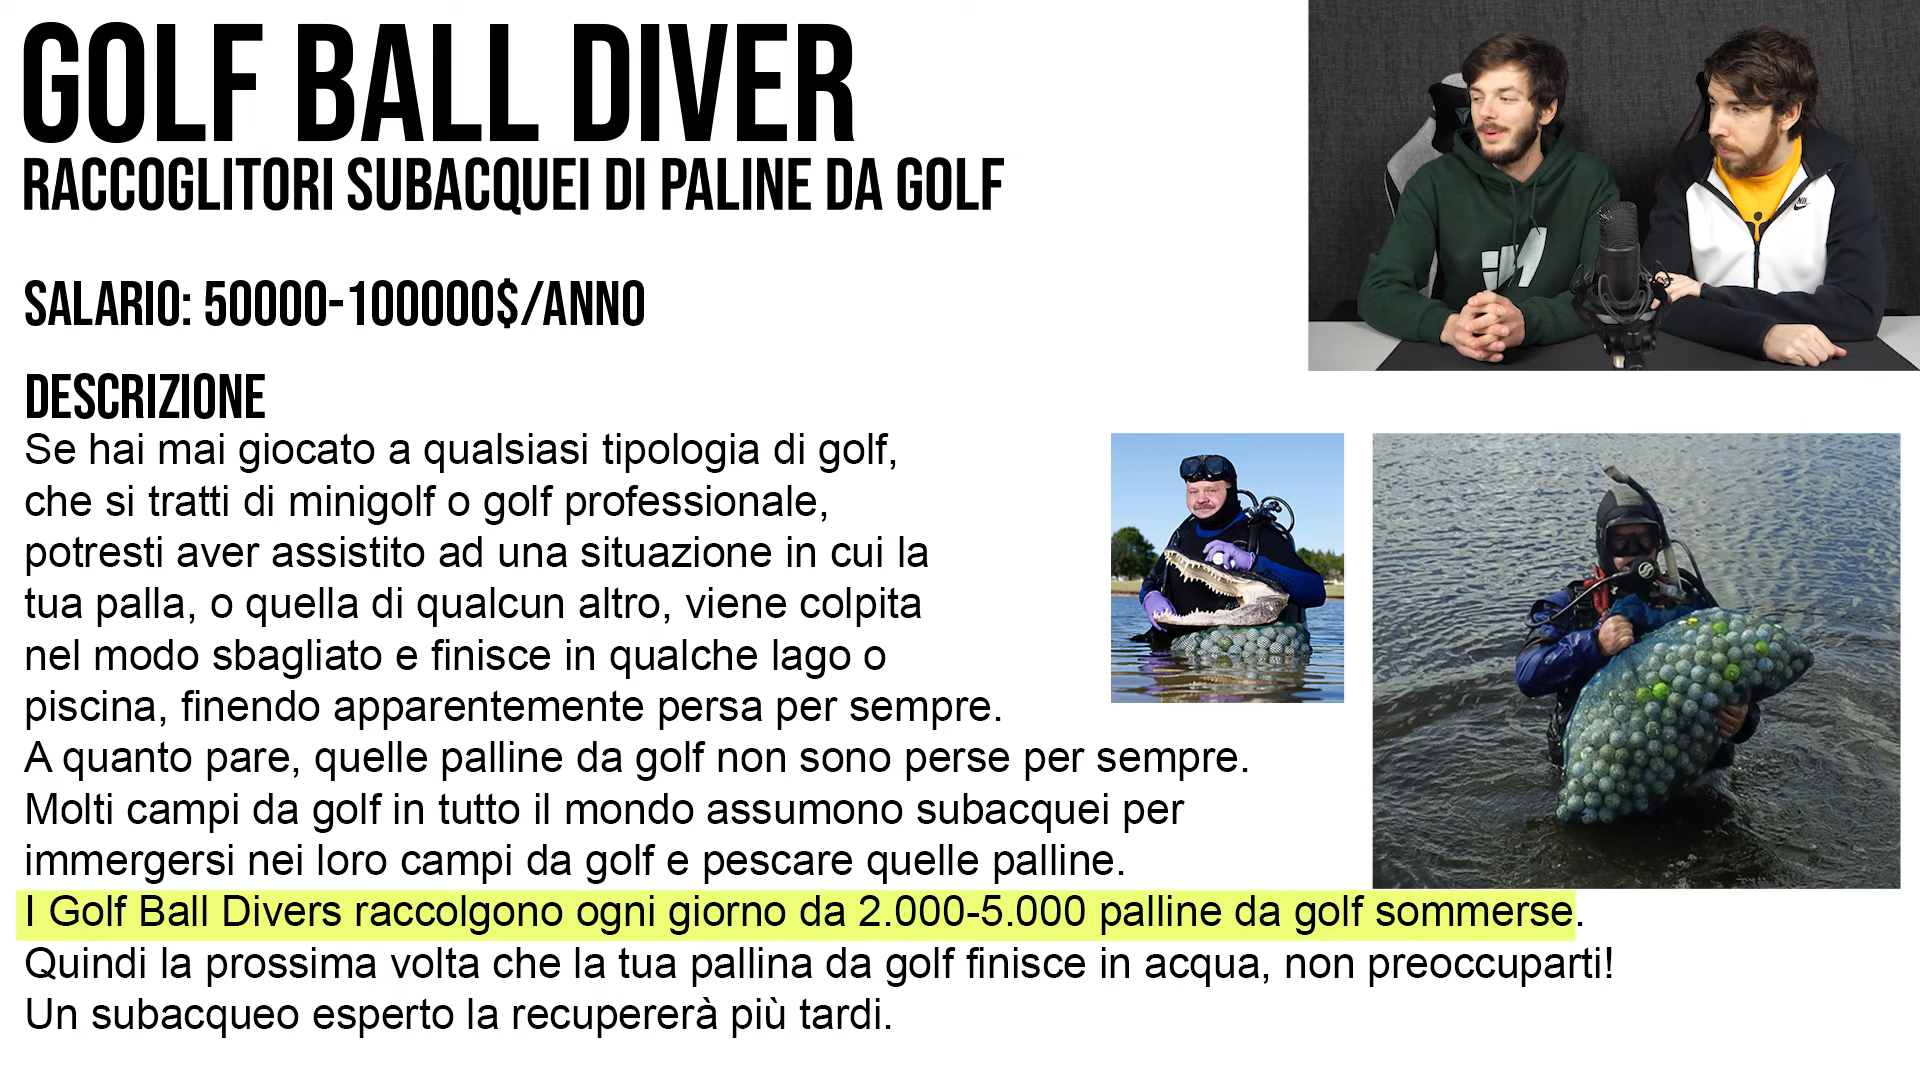 GOLF BALL DIVER
RACCOGLITORI SUBACQUEI DI PALINE DA GOLF
SALARIO: 50000-100000$/ANNO
DESCRIZIONE
Se hai mai giocato a qualsiasi tipologia di golf,
che si tratti di minigolf o golf professionale,
potresti aver assistito ad una situazione in cui la
tua palla, o quella di qualcun altro, viene colpita
nel modo sbagliato e finisce in qualche lago o
piscina, finendo apparentemente persa per sempre.
A quanto pare, quelle palline da golf non sono perse per sempre.
Molti campi da golf in tutto il mondo assumono subacquei per
immergersi nei loro campi da golf e pescare quelle palline.
I Golf Ball Divers raccolgono ogni giorno da 2.000-5.000 palline da golf sommerse.
Quindi la prossima volta che la tua pallina da golf finisce in acqua, non preoccuparti!
Un subacqueo esperto la recupererà più tardi.